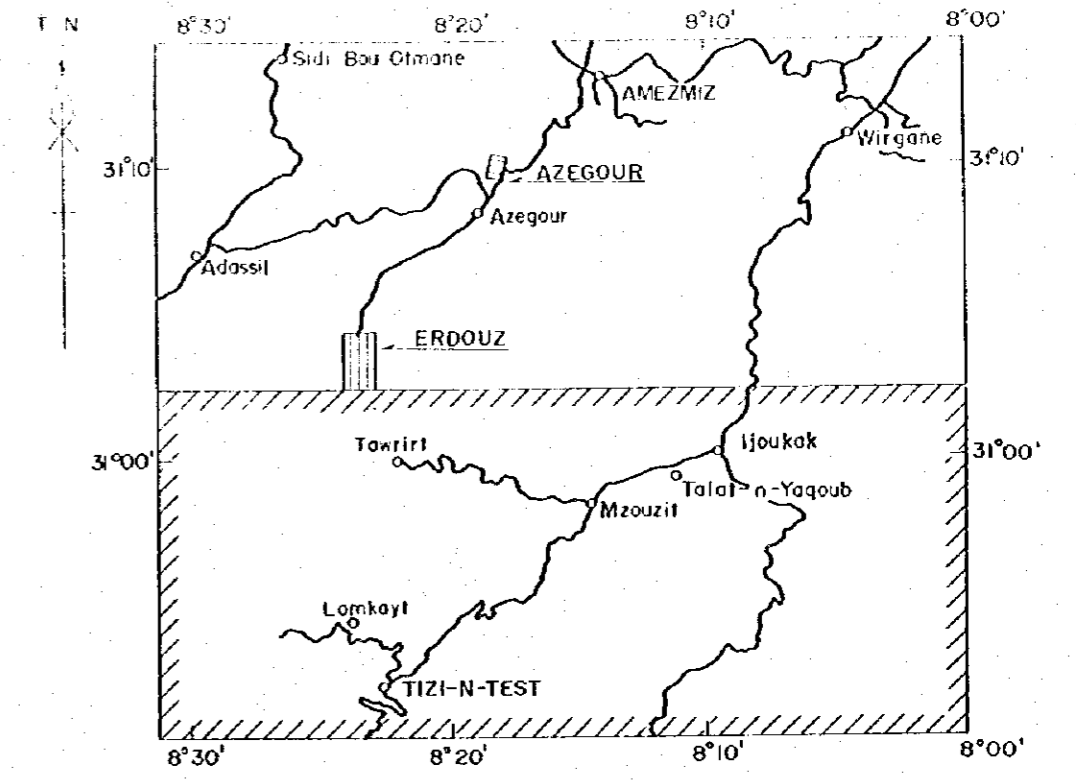 T N
8°30'
8°20'
8°10'
8°00'
Sidi Bou Otmane
AMEZMIZ
Wirgane
31°10'
31°10'
AZEGOUR
Azegour
Adassil
ERDOUZ
Tawrirt
Ijoukak
31°00'
31°00'
Talat-n-Yaqoub
Mzouzit
Lomkayt
TIZI-N-TEST
8°30'
8°20'
8°10'
8°00'